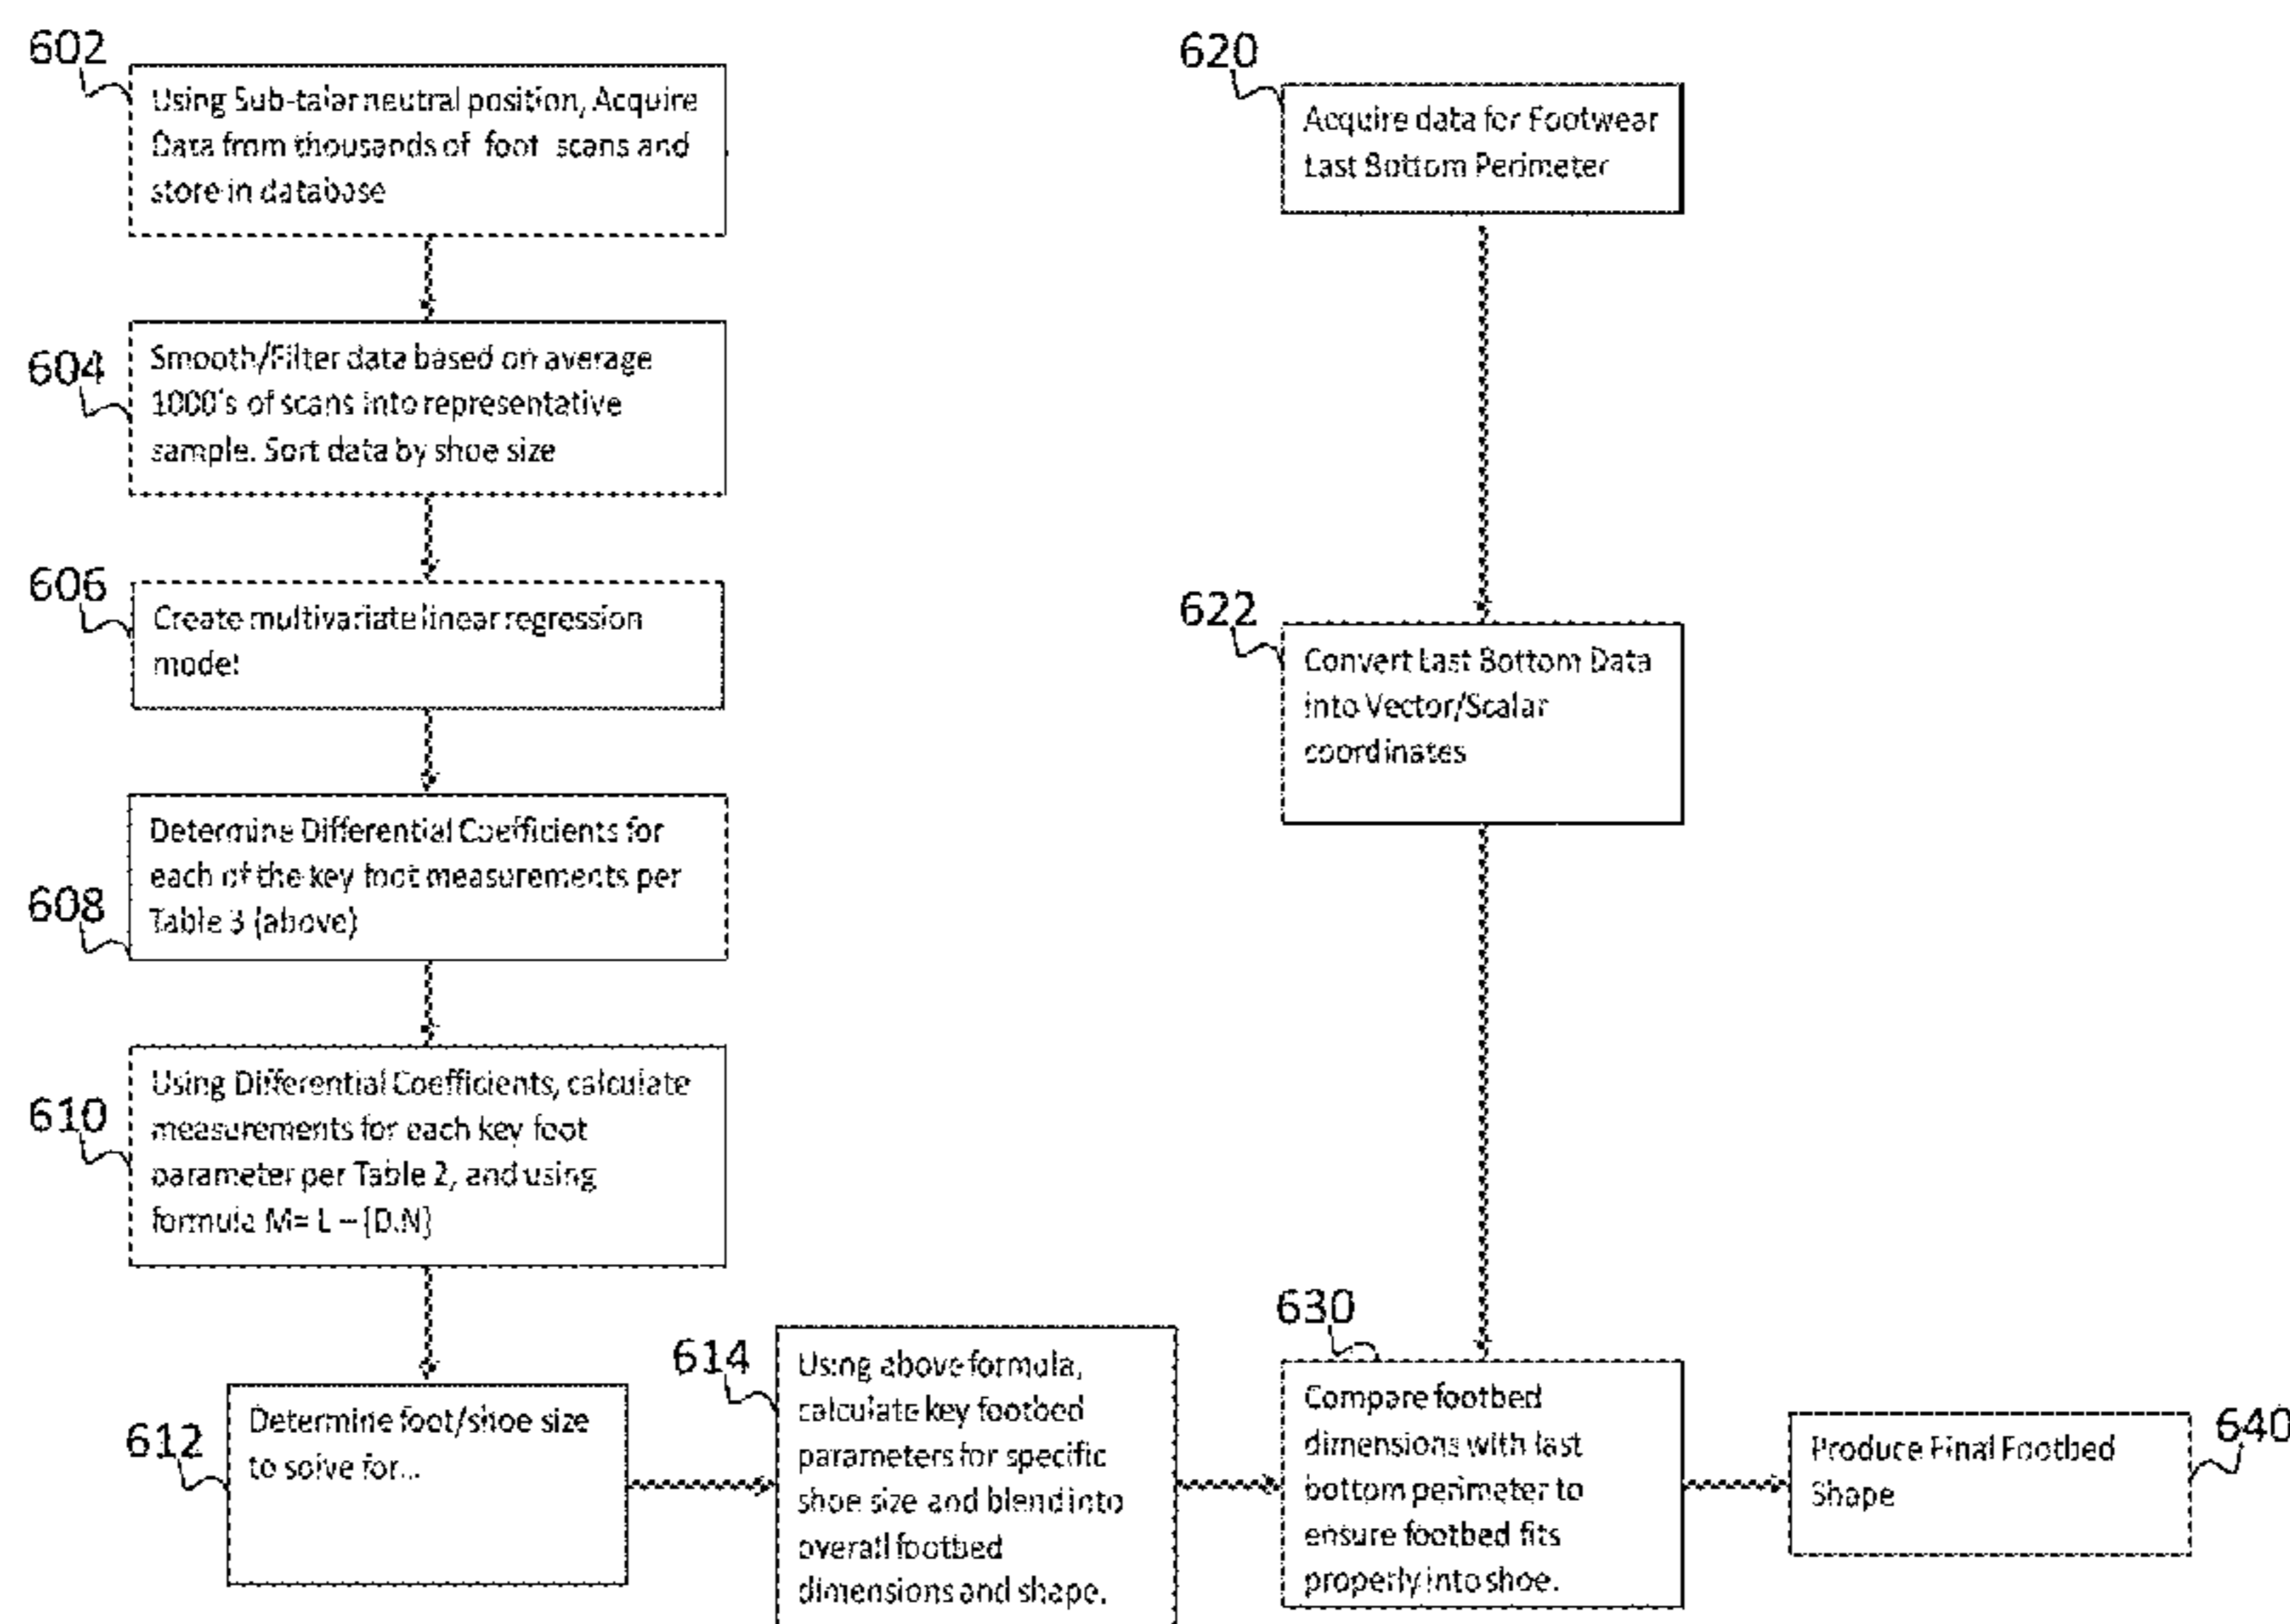 602
Using Sub-talar neutral position, Acquire
Data from thousands of foot scans and
store in database
604
Smooth/Filter data based on average
1000's of scans into representative
sample. Sort data by shoe size
606
Create multivariate linear regression
model
608
Determine Differential Coefficients for
each of the key foot measurements per
Table 3 (above)
610
Using Differential Coefficients, calculate
measurements for each key foot
parameter per Table 2, and using
formula M= L – {D.N}
612
Determine foot/shoe size
to solve for...
614
Using above formula,
calculate key footbed
parameters for specific
shoe size and blend into
overall footbed
dimensions and shape.
620
Acquire data for Footwear
Last Bottom Perimeter
622
Convert Last Bottom Data
into Vector/Scalar
coordinates
630
Compare footbed
dimensions with last
bottom perimeter to
ensure footbed fits
properly into shoe.
640
Produce Final Footbed
Shape